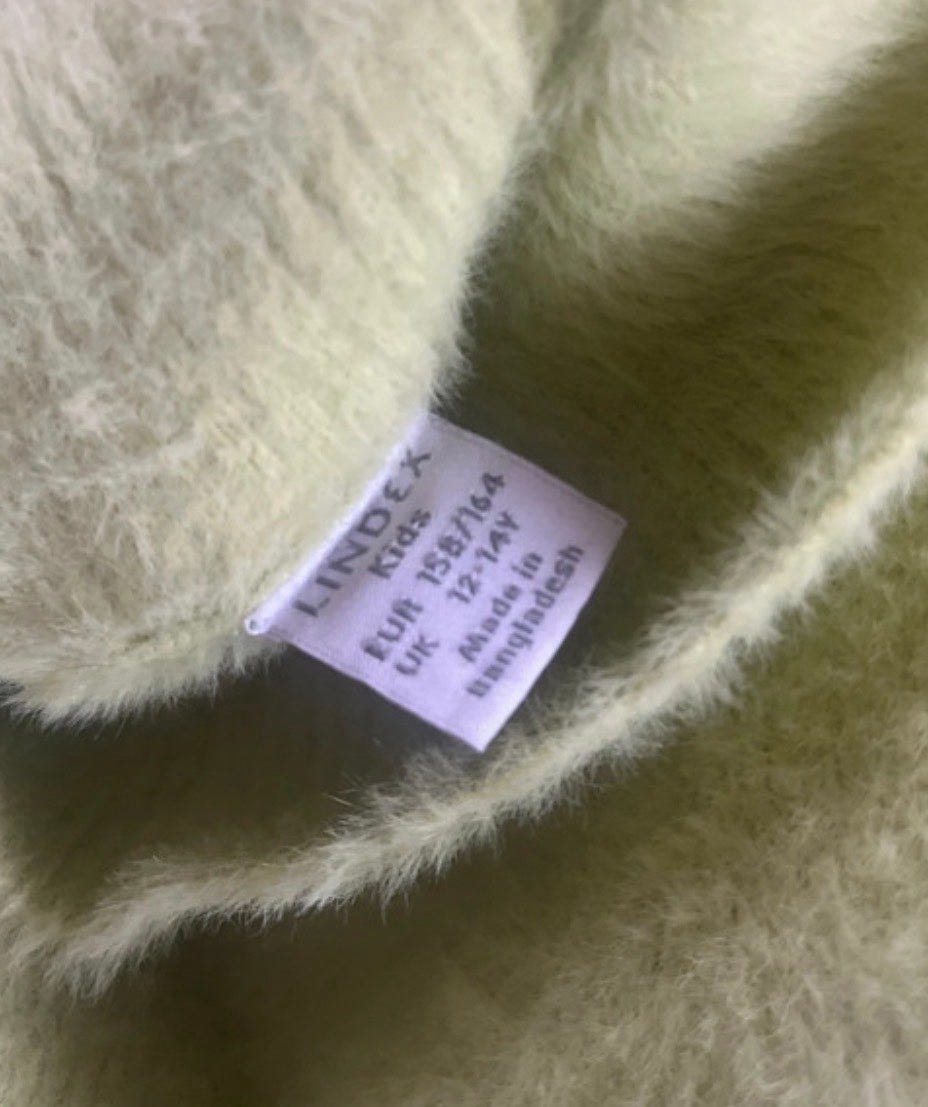 LINDEX
Kids
EUR 158/164
UK 12-14Y
Made in
Bangladesh